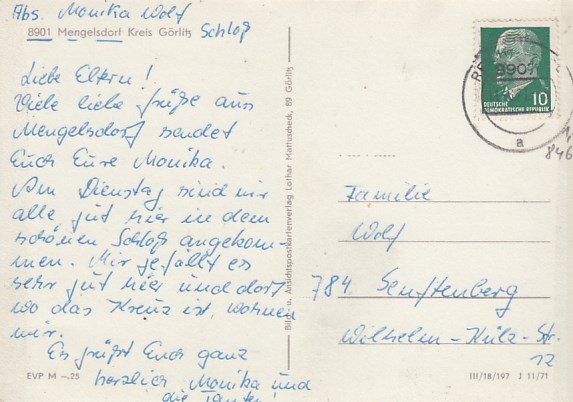 Abs. Monika Wolf
8901 Mengelsdorf Kreis Görlitz Schloß
Liebe Eltern!
Viele liebe Grüße aus
Mengelsdorf sendet
Euch Eure Monika.
Am Dienstag sind wir
alle gut hier in dem
schönen Schloß angekom-
men. Mir gefällt es
sehr gut hier und dort
wo das Kreuz ist, wohnen
wir.
Es grüßt Euch ganz
herzlich Monika und
die Tanten
EVP M –.25
Bild- u. Ansichtspostkartenverlag Lothar Mattuscheck, 89 Görlitz
8901
a
10
DEUTSCHE
DEMOKRATISCHE REPUBLIK
846
Familie
Wolf
784 Senftenberg
Wilhelm-Külz-Str.
12
III/18/197 J 11/71